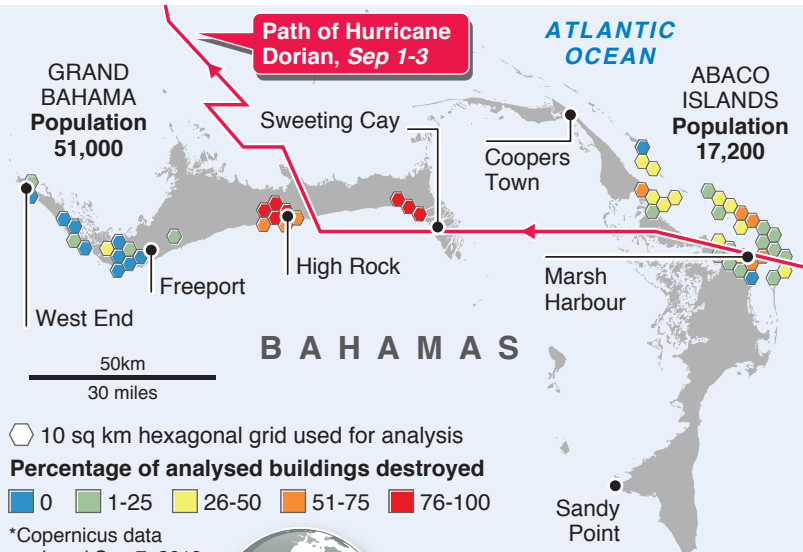 Path of Hurricane
Dorian, Sep 1-3
ATLANTIC
OCEAN
GRAND
BAHAMA
Population
51,000
ABACO
ISLANDS
Population
17,200
Sweeting Cay
Coopers
Town
High Rock
Freeport
West End
Marsh
Harbour
BAHAMAS
50km
30 miles
10 sq km hexagonal grid used for analysis
Percentage of analysed buildings destroyed
0 1-25 26-50 51-75 76-100
Sandy
Point
*Copernicus data